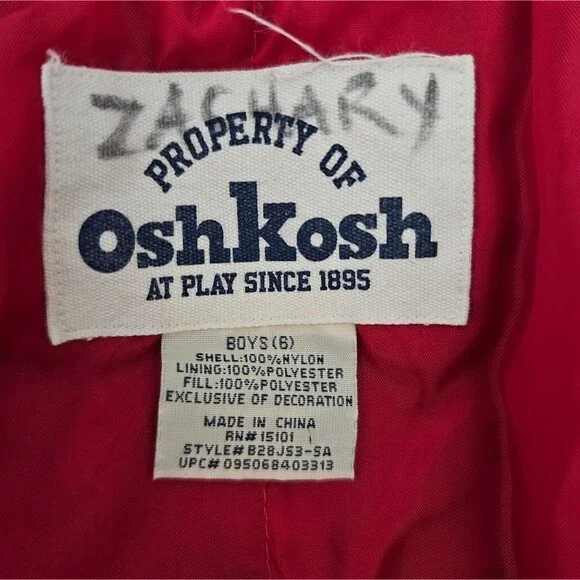 ZACHARY
PROPERTY OF
Oshkosh
AT PLAY SINCE 1895
BOYS (6)
SHELL:100%NYLON
LINING:100%POLYESTER
FILL:100%POLYESTER
EXCLUSIVE OF DECORATION
MADE IN CHINA
RN#15101
STYLE#B28JS3-SA
UPC#095068403313